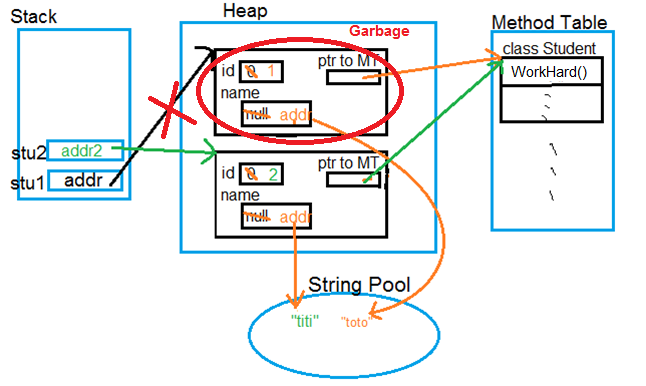 Stack
Heap
Garbage
Method Table
class Student
WorkHard()
id 0 1
ptr to MT
name
null addr
stu2 addr2
stu1 addr
id 0 2
ptr to MT
name
null addr
String Pool
"titi" "toto"